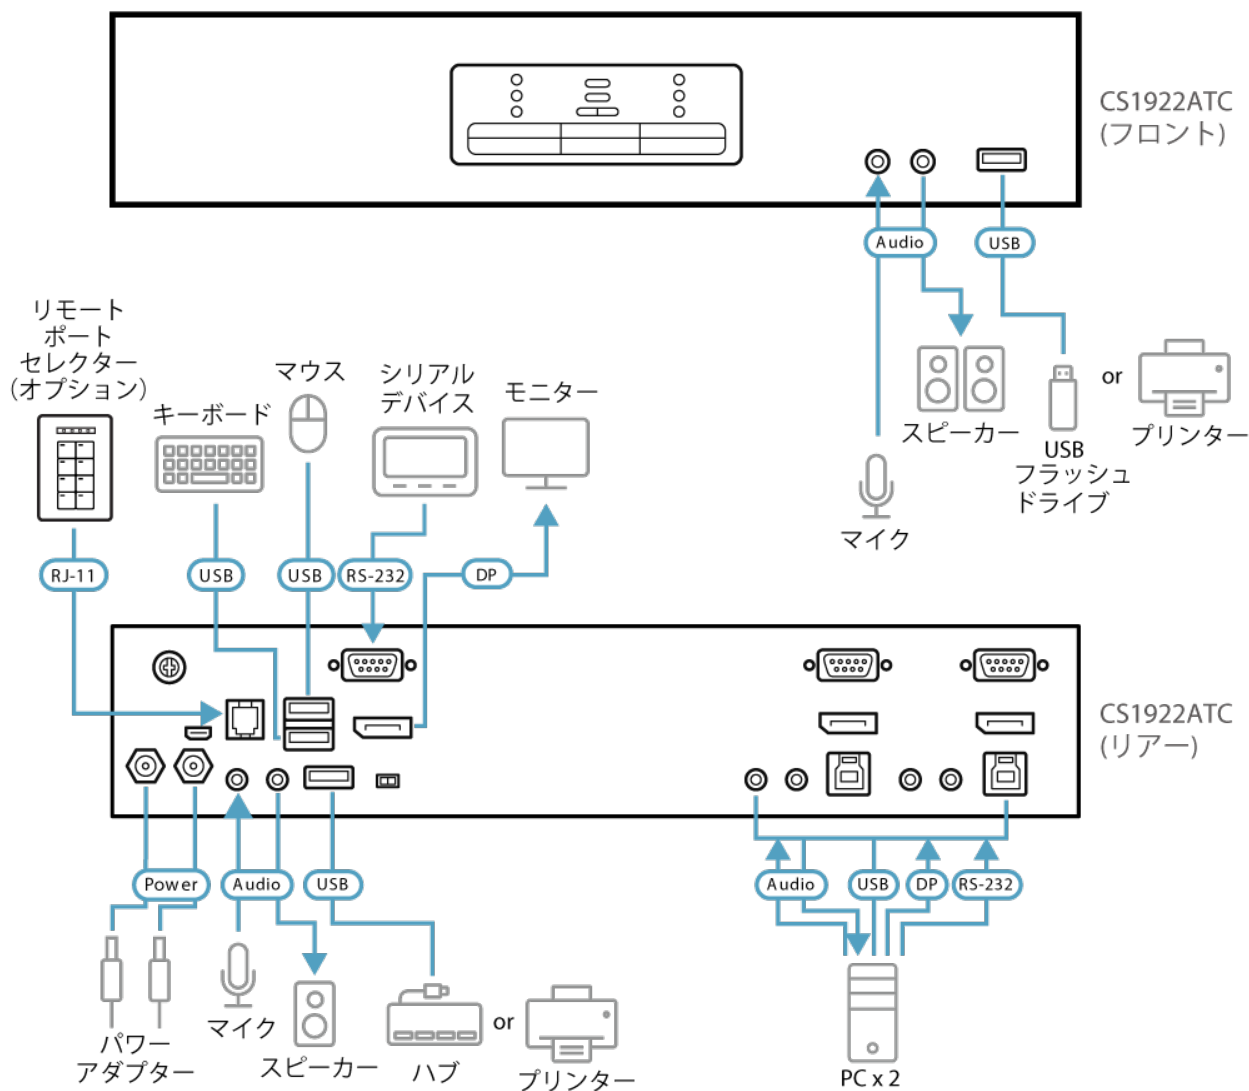 CS1922ATC
(フロント)
Audio
USB
スピーカー
マイク
USB
フラッシュ
ドライブ
or
プリンター
リモート
ポート
セレクター
(オプション)
キーボード
マウス
シリアル
デバイス
モニター
RJ-11
USB
USB
RS-232
DP
CS1922ATC
(リアー)
Power
Audio
USB
Audio
USB
DP
RS-232
パワー
アダプター
マイク
スピーカー
ハブ
or
プリンター
PC x 2